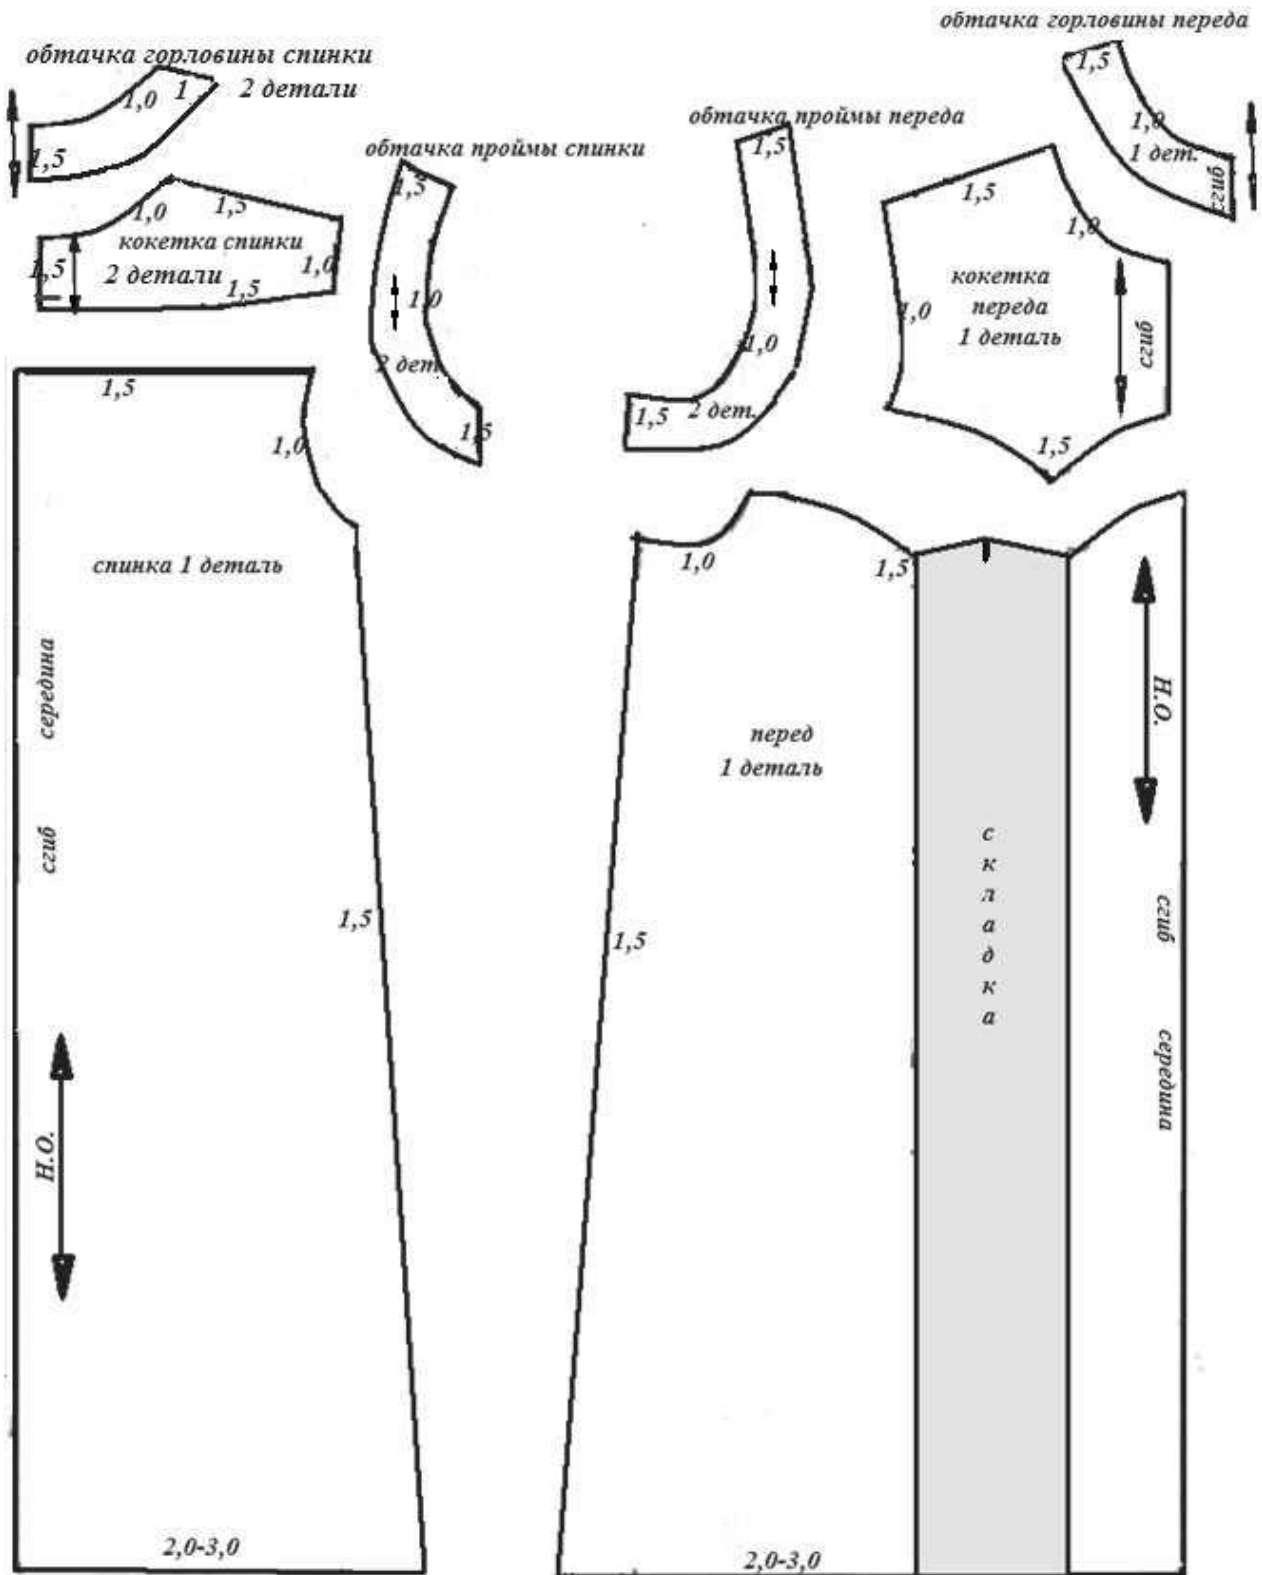 обтачка горловины переда
обтачка горловины спинки
2 детали
1,0
1
1,5
1,5
1,0
1 дет.
сгиб
обтачка проймы переда
1,5
1,0
2 дет.
1,5
обтачка проймы спинки
1,5
1,0
2 дет.
1,5
1,0
1,5
кокетка спинки
2 детали
1,5
1,0
1,5
1,5
1,0
кокетка
переда
1 деталь
1,0
сгиб
1,5
1,5
1,0
спинка 1 деталь
середина
сгиб
1,5
Н.О.
2,0-3,0
1,0
1,5
перед
1 деталь
1,5
складка
Н.О.
сгиб
середина
2,0-3,0